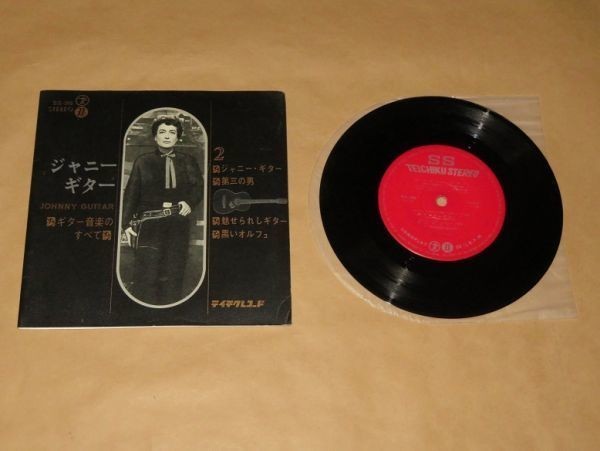 STEREO
ジャニー
ギター
JOHNNY GUITAR
ギター音楽の
すべて
2
ジャニー・ギター
第三の男
魅せられしギター
黒いオルフェ
テイチクレコード
SS
TEICHIKU STEREO